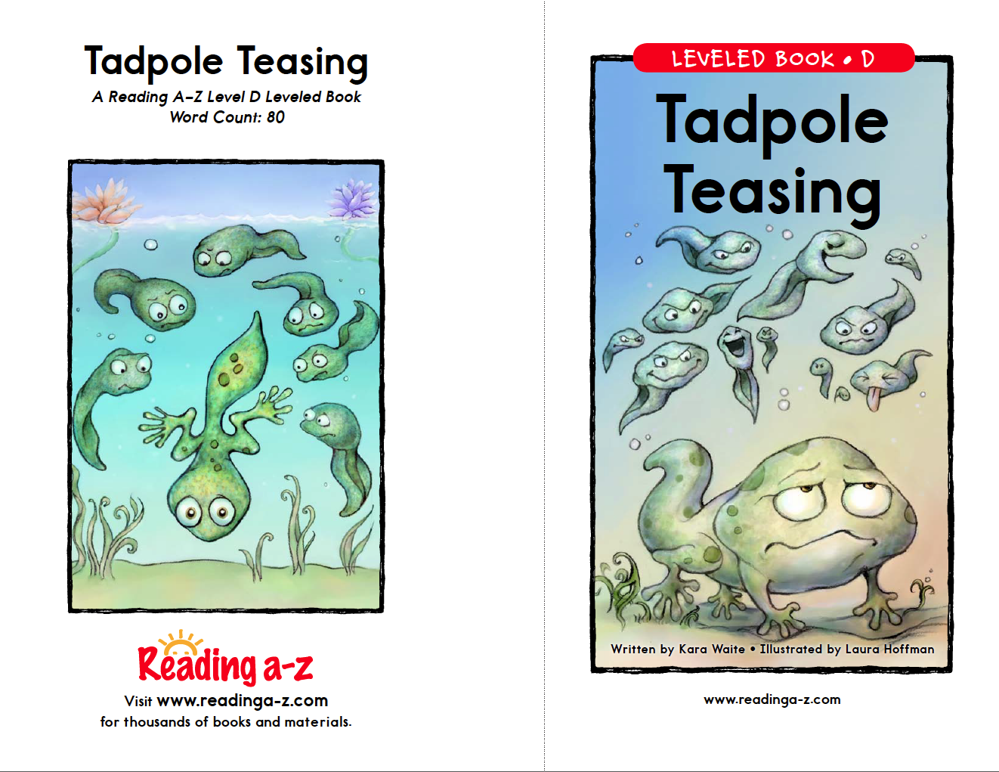 Tadpole Teasing
A Reading A–Z Level D Leveled Book
Word Count: 80
Reading a-z
Visit www.readinga-z.com
for thousands of books and materials.
LEVELED BOOK • D
Tadpole
Teasing
Written by Kara Waite • Illustrated by Laura Hoffman
www.readinga-z.com